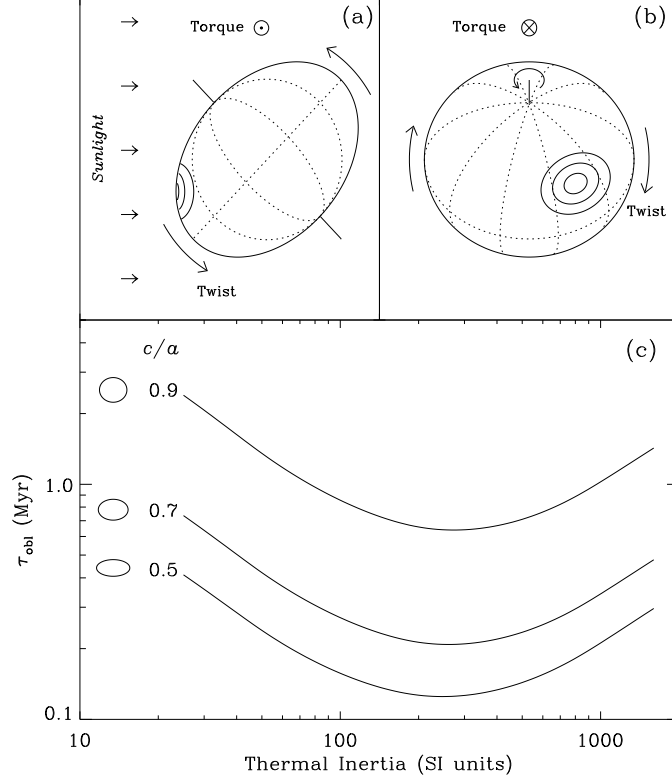 (a)
Torque
Sunlight
Twist
(b)
Torque
Twist
c/a
(c)
0.9
0.7
0.5
1.0
0.1
τobl (Myr)
10
100
1000
Thermal Inertia (SI units)